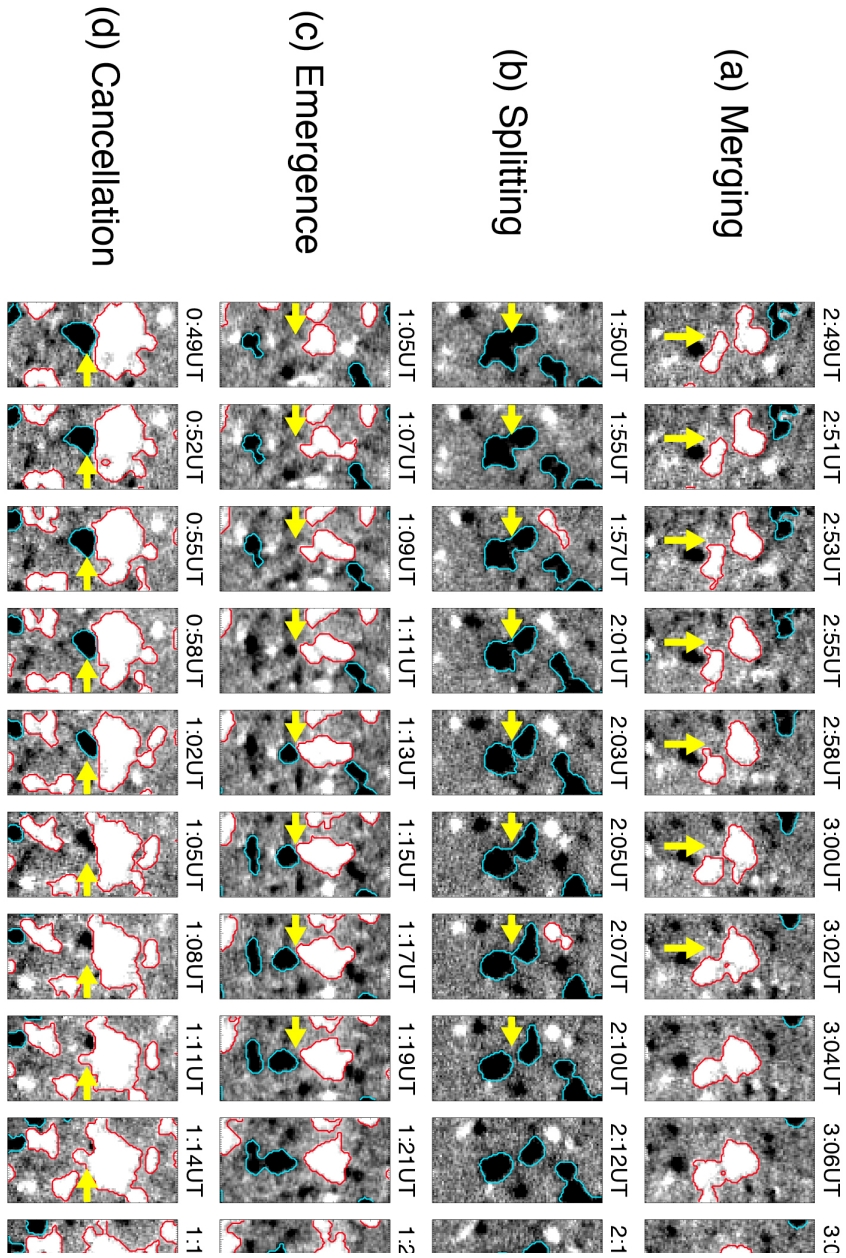 (a) Merging
2:49UT 2:51UT 2:53UT 2:55UT 2:58UT 3:00UT 3:02UT 3:04UT 3:06UT
(b) Splitting
1:50UT 1:55UT 1:57UT 2:01UT 2:03UT 2:05UT 2:07UT 2:10UT 2:12UT
(c) Emergence
1:05UT 1:07UT 1:09UT 1:11UT 1:13UT 1:15UT 1:17UT 1:19UT 1:21UT
(d) Cancellation
0:49UT 0:52UT 0:55UT 0:58UT 1:02UT 1:05UT 1:08UT 1:11UT 1:14UT